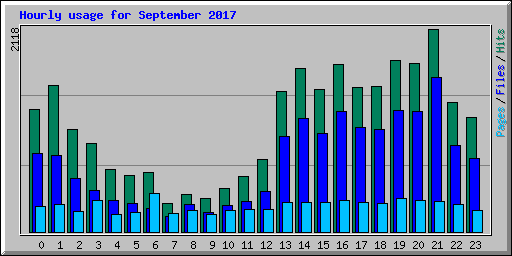 Hourly usage for September 2017
2118
Pages/Files/Hits
0 1 2 3 4 5 6 7 8 9 10 11 12 13 14 15 16 17 18 19 20 21 22 23